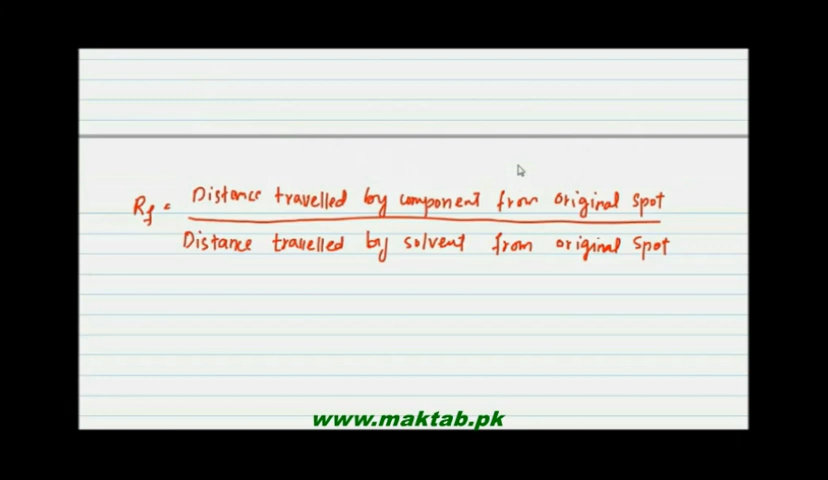 Rf = Distance travelled by component from original spot
Distance travelled by solvent from original spot
www.maktab.pk